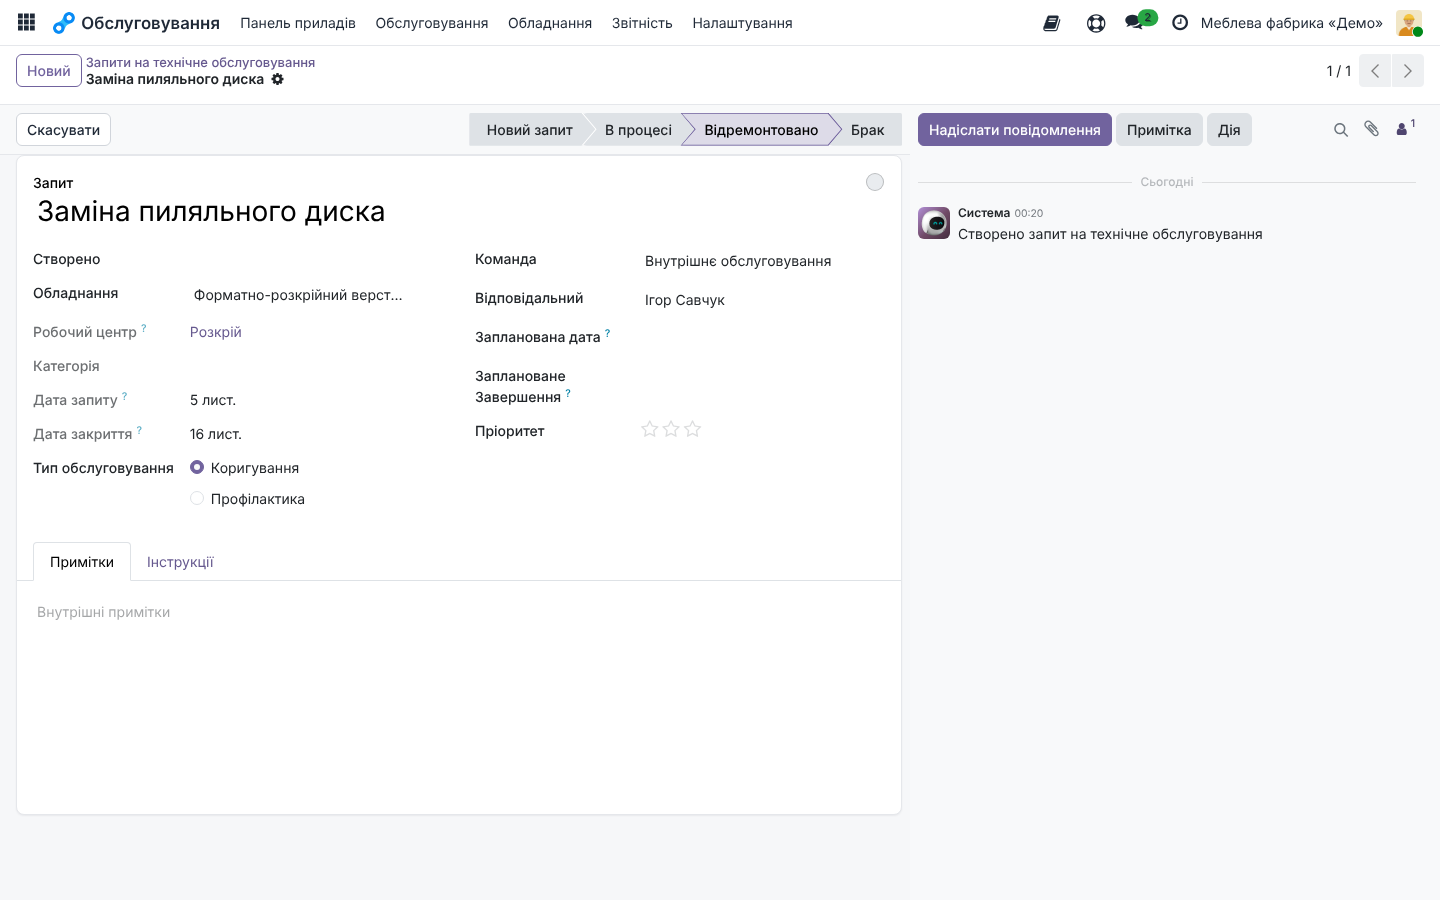 Обслуговування
Панель приладів
Обслуговування
Обладнання
Звітність
Налаштування
2
Меблева фабрика «Демо»
Новий
Запити на технічне обслуговування
Заміна пиляльного диска
1 / 1
Скасувати
Новий запит
В процесі
Відремонтовано
Брак
Надіслати повідомлення
Примітка
Дія
1
Запит
Заміна пиляльного диска
Створено
Обладнання
Форматно-розкрійний верст...
Робочий центр ?
Розкрій
Категорія
Дата запиту ?
5 лист.
Дата закриття ?
16 лист.
Тип обслуговування
Коригування
Профілактика
Команда
Внутрішнє обслуговування
Відповідальний
Ігор Савчук
Запланована дата ?
Заплановане
Завершення ?
Пріоритет
Примітки
Інструкції
Внутрішні примітки
Сьогодні
Система 00:20
Створено запит на технічне обслуговування